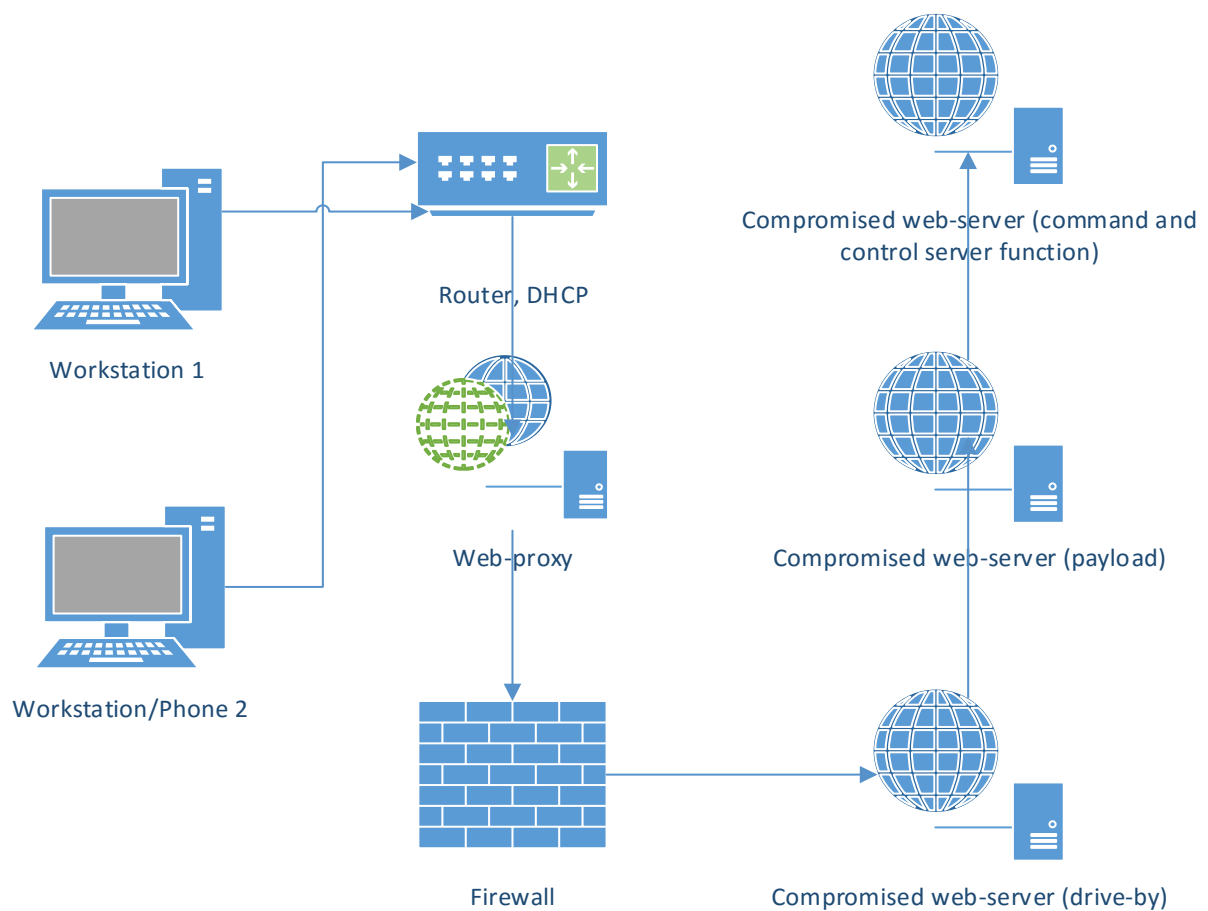 Compromised web-server (command and
control server function)
Router, DHCP
Workstation 1
Web-proxy
Compromised web-server (payload)
Workstation/Phone 2
Firewall
Compromised web-server (drive-by)